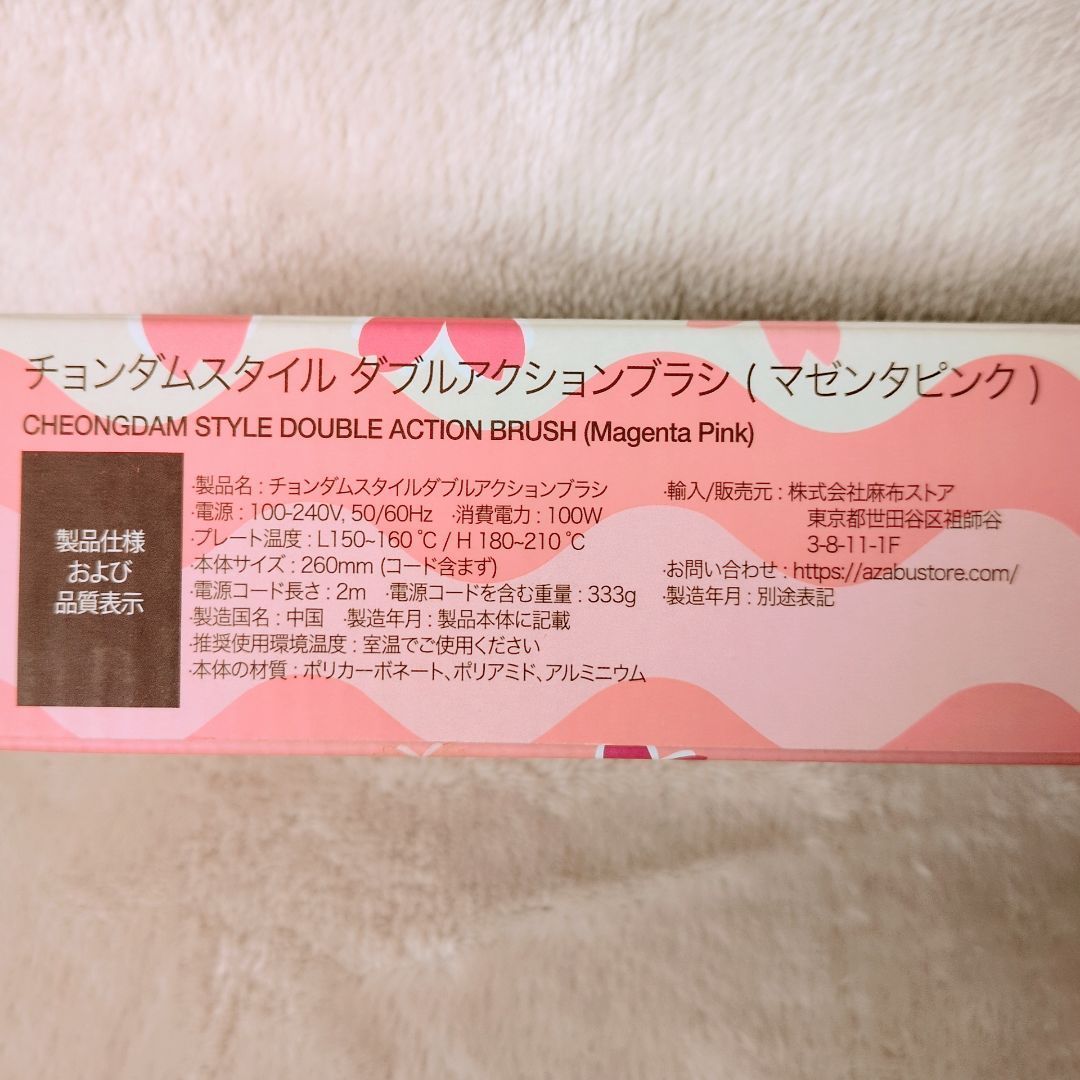 チョンダムスタイル ダブルアクションブラシ ( マゼンタピンク )
CHEONGDAM STYLE DOUBLE ACTION BRUSH (Magenta Pink)
製品仕様
および
品質表示
·製品名 : チョンダムスタイルダブルアクションブラシ
·電源 : 100-240V, 50/60Hz ·消費電力 : 100W
·プレート温度 : L150~160 ℃ / H 180~210 ℃
·本体サイズ : 260mm (コード含まず)
·電源コード長さ : 2m ·電源コードを含む重量 : 333g
·製造国名 : 中国 ·製造年月 : 製品本体に記載
·推奨使用環境温度 : 室温でご使用ください
·本体の材質 : ポリカーボネート、ポリアミド、アルミニウム
·輸入/販売元 : 株式会社麻布ストア
東京都世田谷区祖師谷
3-8-11-1F
·お問い合わせ : https://azabustore.com/
·製造年月 : 別途表記